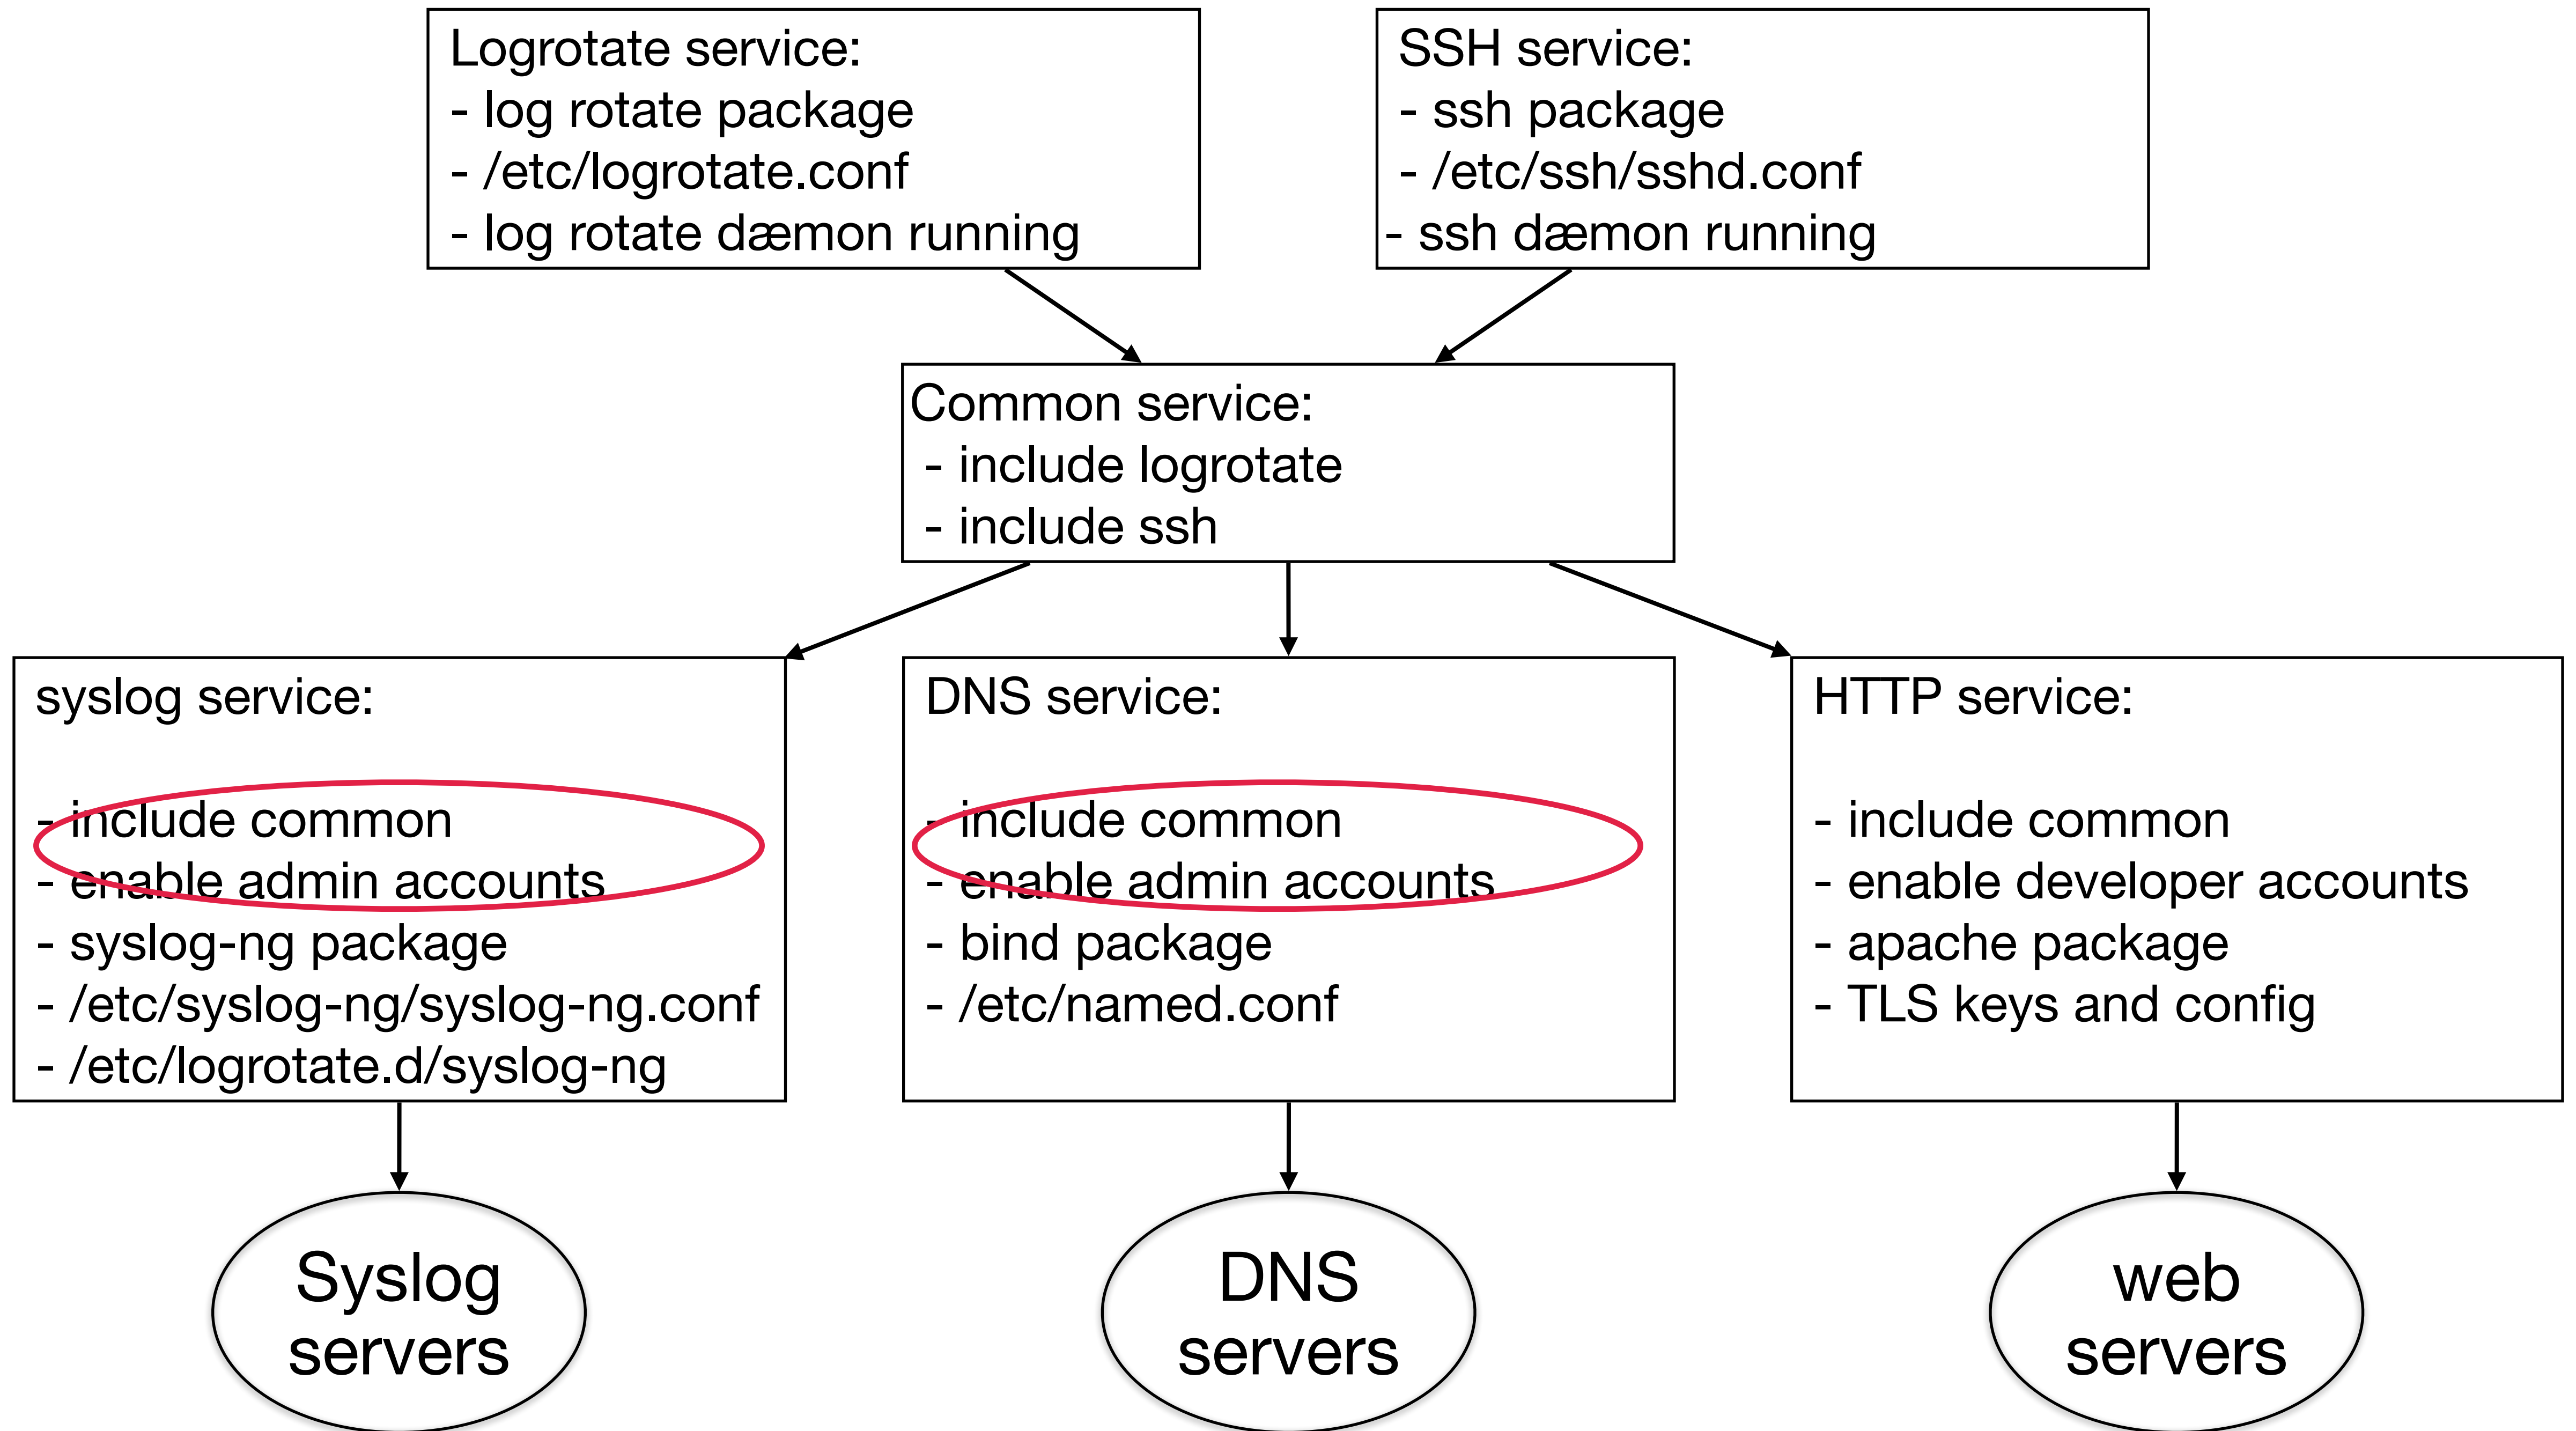 Logrotate service:
- log rotate package
- /etc/logrotate.conf
- log rotate dæmon running
SSH service:
- ssh package
- /etc/ssh/sshd.conf
- ssh dæmon running
Common service:
- include logrotate
- include ssh
syslog service:
- include common
- enable admin accounts
- syslog-ng package
- /etc/syslog-ng/syslog-ng.conf
- /etc/logrotate.d/syslog-ng
DNS service:
- include common
- enable admin accounts
- bind package
- /etc/named.conf
HTTP service:
- include common
- enable developer accounts
- apache package
- TLS keys and config
Syslog
servers
DNS
servers
web
servers